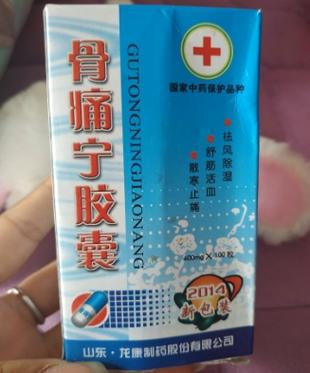 骨痛宁胶囊
GUTONGNINGJIAONANG
国家中药保护品种
祛风除湿
舒筋活血
散寒止痛
400mg×100粒
2014
新包装
山东·龙康制药股份有限公司